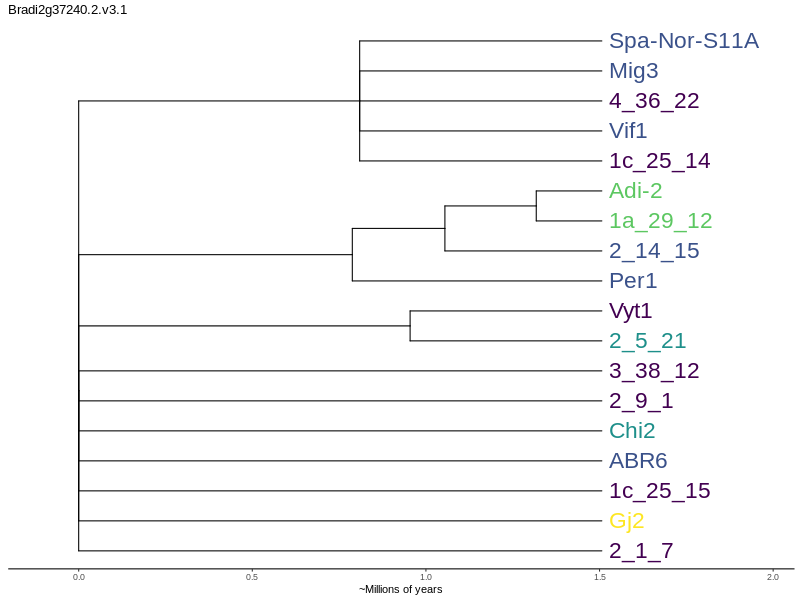 Bradi2g37240.2.v3.1
Spa-Nor-S11A
Mig3
4_36_22
Vif1
1c_25_14
Adi-2
1a_29_12
2_14_15
Per1
Vyt1
2_5_21
3_38_12
2_9_1
Chi2
ABR6
1c_25_15
Gj2
2_1_7
0.0 0.5 1.0 1.5 2.0
~Millions of years